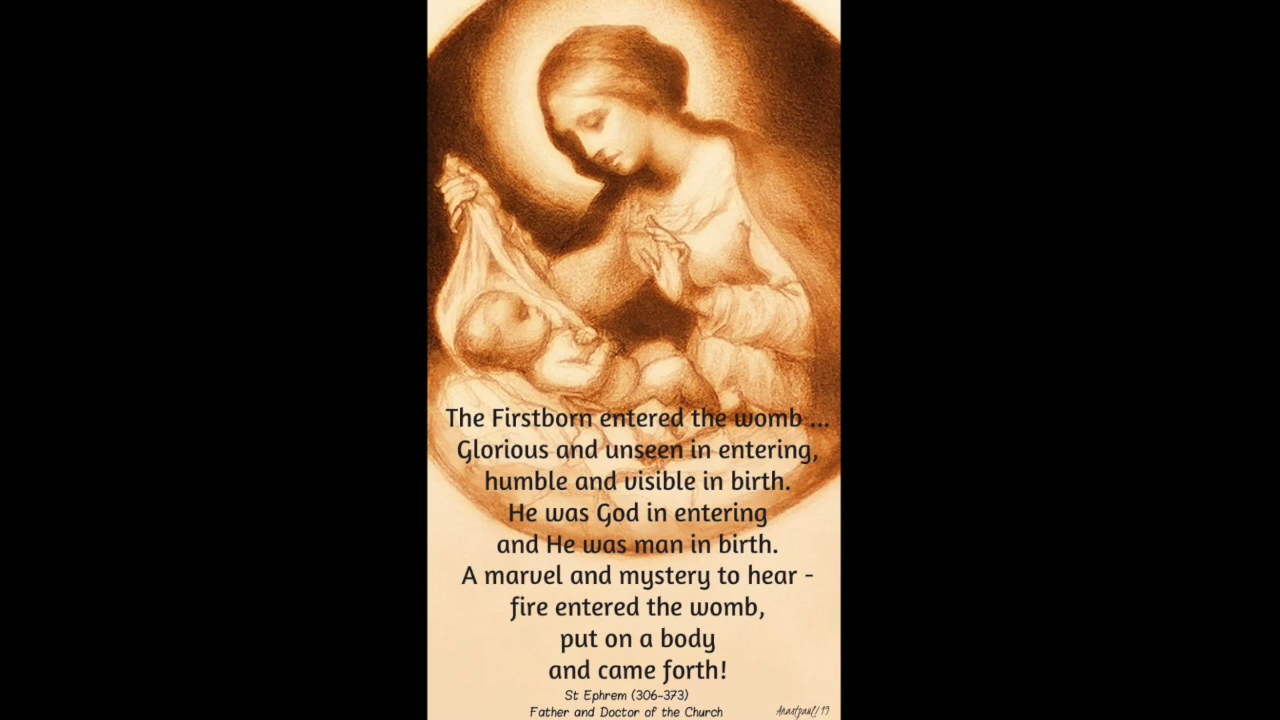 The Firstborn entered the womb ...
Glorious and unseen in entering,
humble and visible in birth.
He was God in entering
and He was man in birth.
A marvel and mystery to hear -
fire entered the womb,
put on a body
and came forth!
St Ephrem (306-373)
Father and Doctor of the Church
Anastpaul/ 19